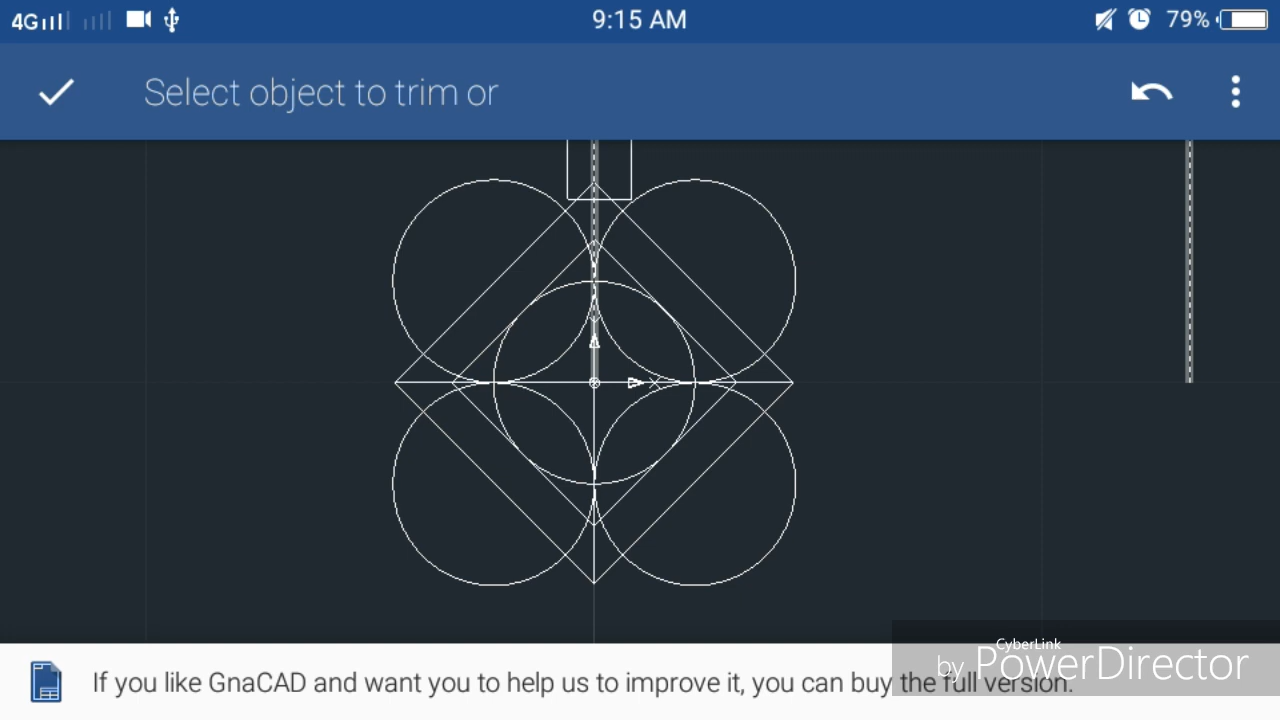 4G 9:15 AM 79%
Select object to trim or
CyberLink
by PowerDirector
If you like GnaCAD and want you to help us to improve it, you can buy the full version.